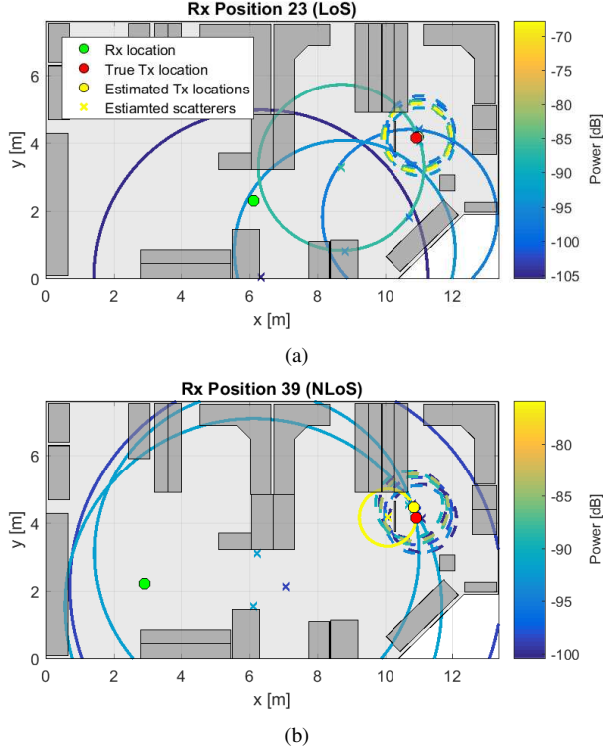 Rx Position 23 (LoS)
Rx location
True Tx location
Estimated Tx locations
Estiamted scatterers
6
4
2
0
y [m]
0 2 4 6 8 10 12
x [m]
-70
-75
-80
-85
-90
-95
-100
-105
Power [dB]
(a)
Rx Position 39 (NLoS)
6
4
2
0
y [m]
0 2 4 6 8 10 12
x [m]
-80
-85
-90
-95
-100
Power [dB]
(b)